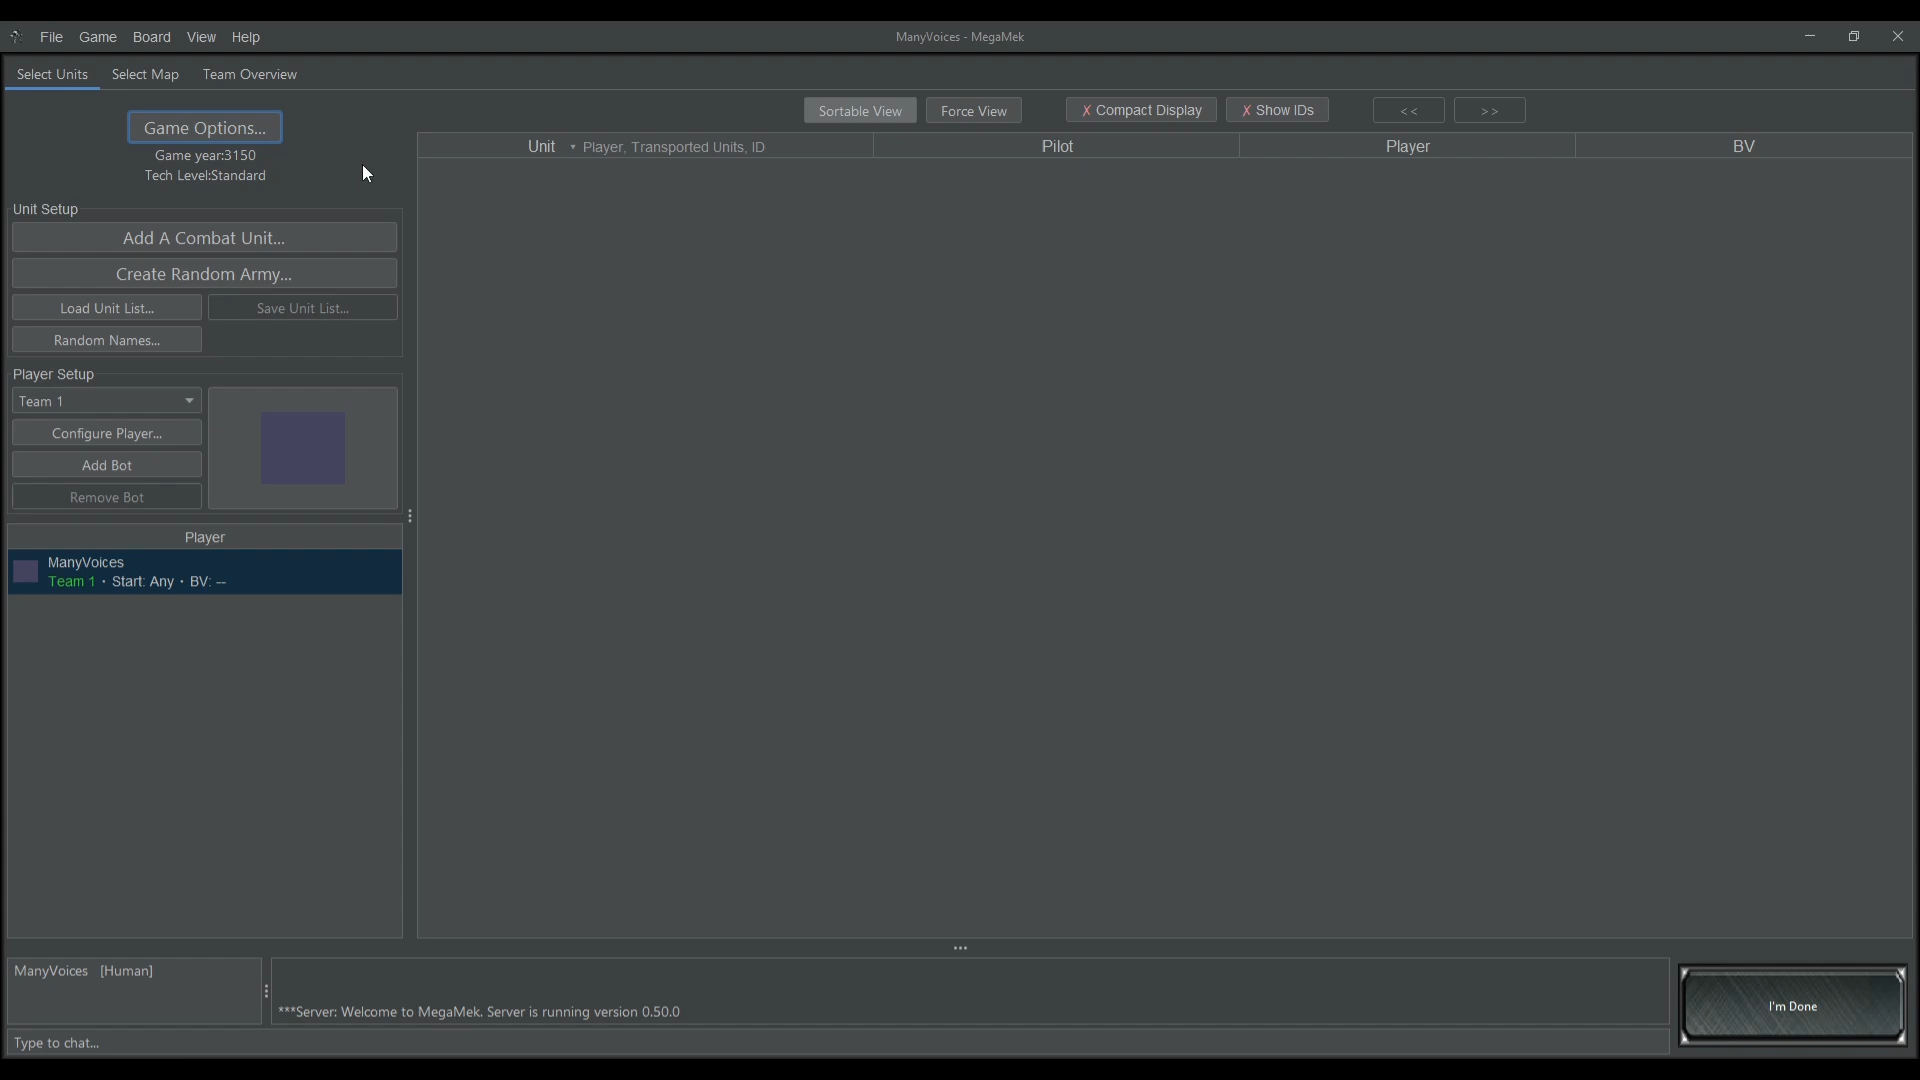 File Game Board View Help
ManyVoices - MegaMek
Select Units Select Map Team Overview
Game Options...
Game year:3150
Tech Level:Standard
Unit Setup
Add A Combat Unit...
Create Random Army...
Load Unit List... Save Unit List...
Random Names...
Player Setup
Team 1
Configure Player...
Add Bot
Remove Bot
Player
ManyVoices
Team 1 · Start: Any · BV: --
Sortable View Force View ✗ Compact Display ✗ Show IDs << >>
Unit ▾ Player, Transported Units, ID Pilot Player BV
ManyVoices [Human]
***Server: Welcome to MegaMek. Server is running version 0.50.0
Type to chat...
I'm Done